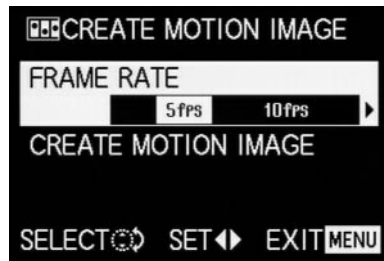 CREATE MOTION IMAGE
FRAME RATE
5fps 10fps
CREATE MOTION IMAGE
SELECT SET EXIT MENU